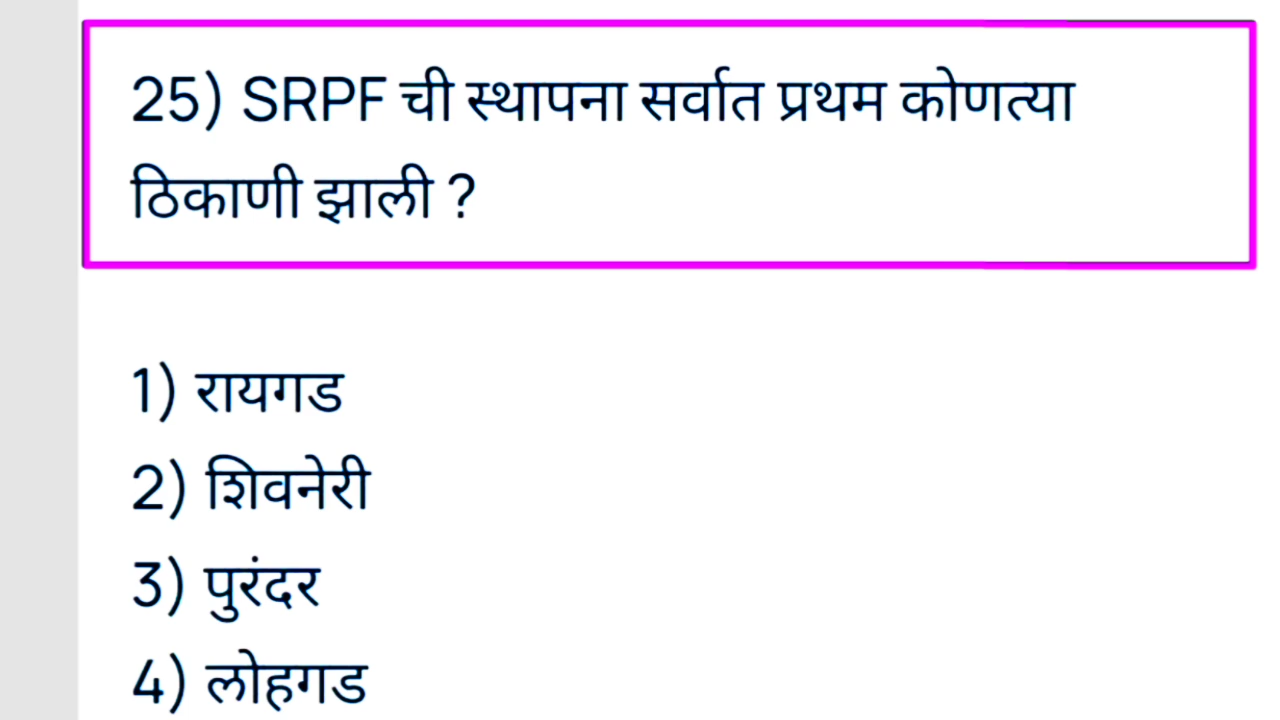 25) SRPF ची स्थापना सर्वात प्रथम कोणत्या
ठिकाणी झाली ?
1) रायगड
2) शिवनेरी
3) पुरंदर
4) लोहगड